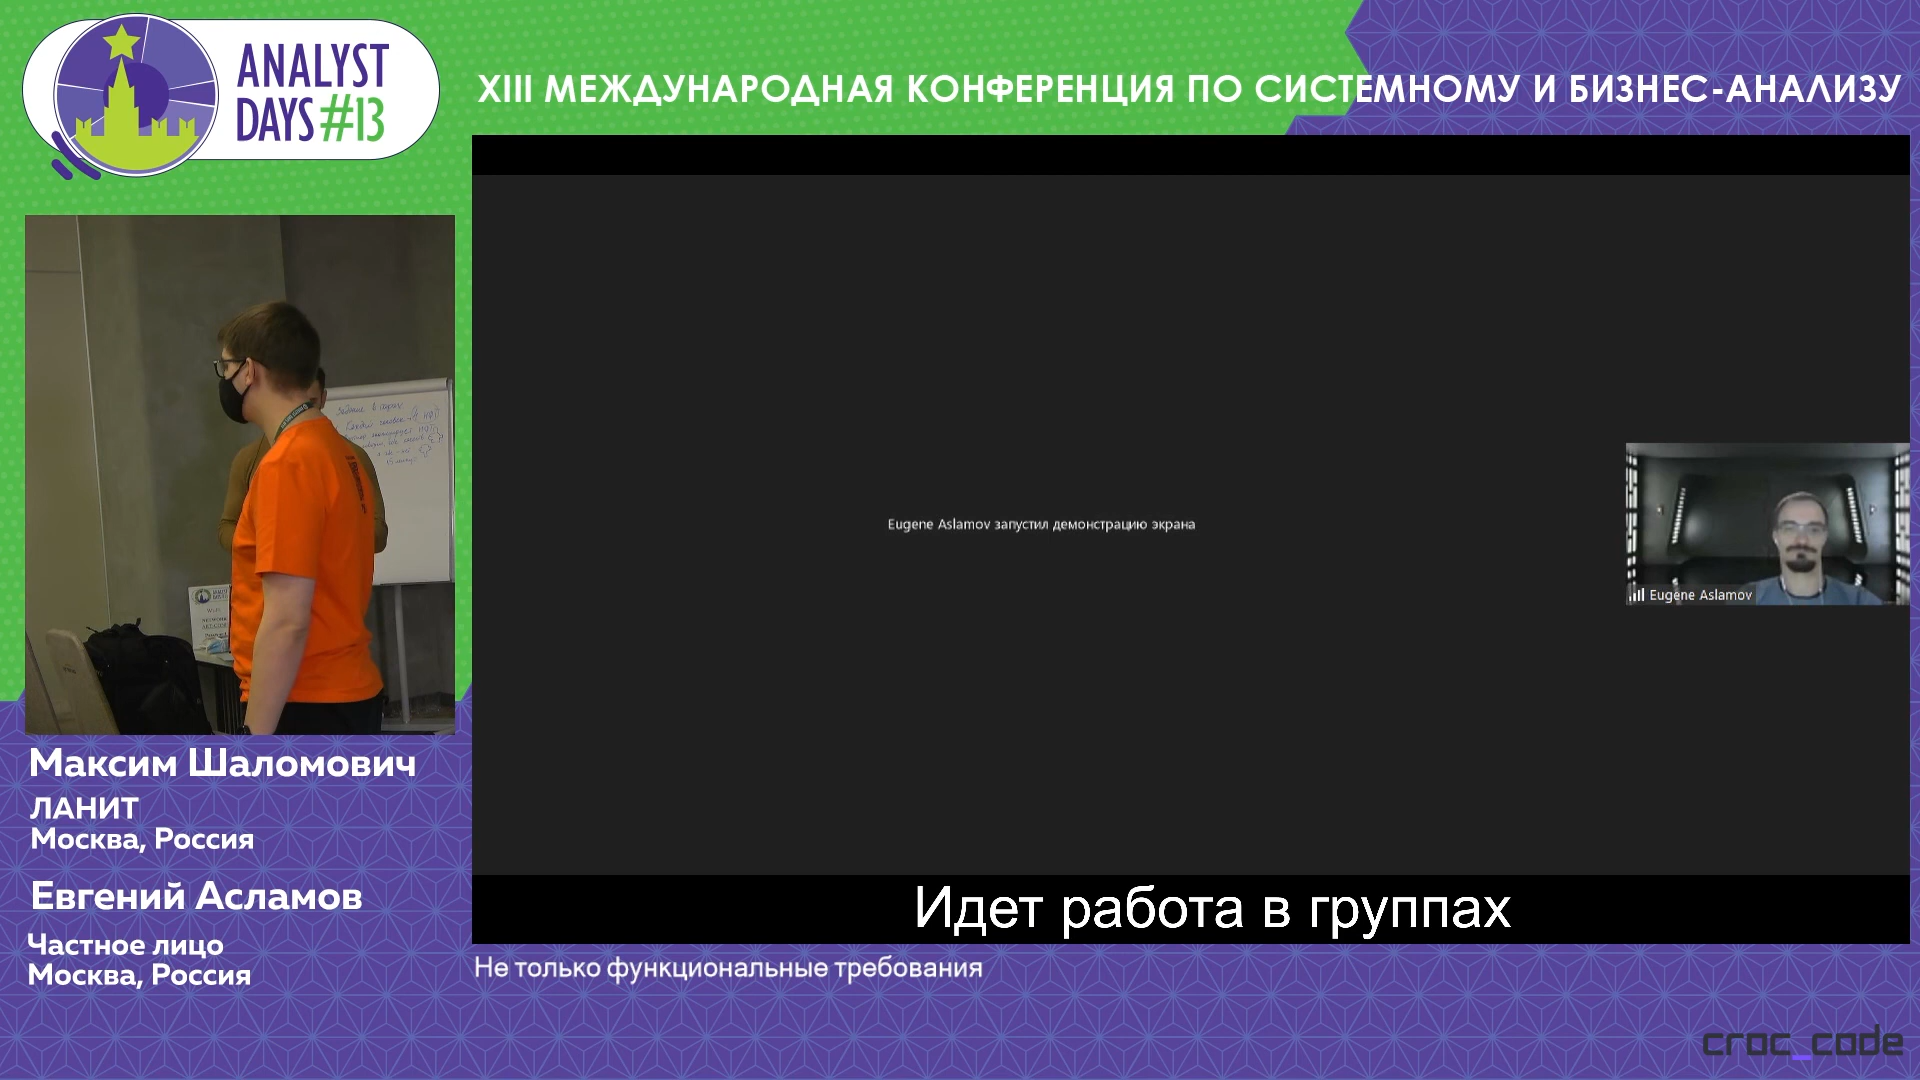 ANALYST
DAYS #13
XIII МЕЖДУНАРОДНАЯ КОНФЕРЕНЦИЯ ПО СИСТЕМНОМУ И БИЗНЕС-АНАЛИЗУ
Eugene Aslamov запустил демонстрацию экрана
Eugene Aslamov
Максим Шаломович
ЛАНИТ
Москва, Россия
Евгений Асламов
Частное лицо
Москва, Россия
Идет работа в группах
Не только функциональные требования
croc_code